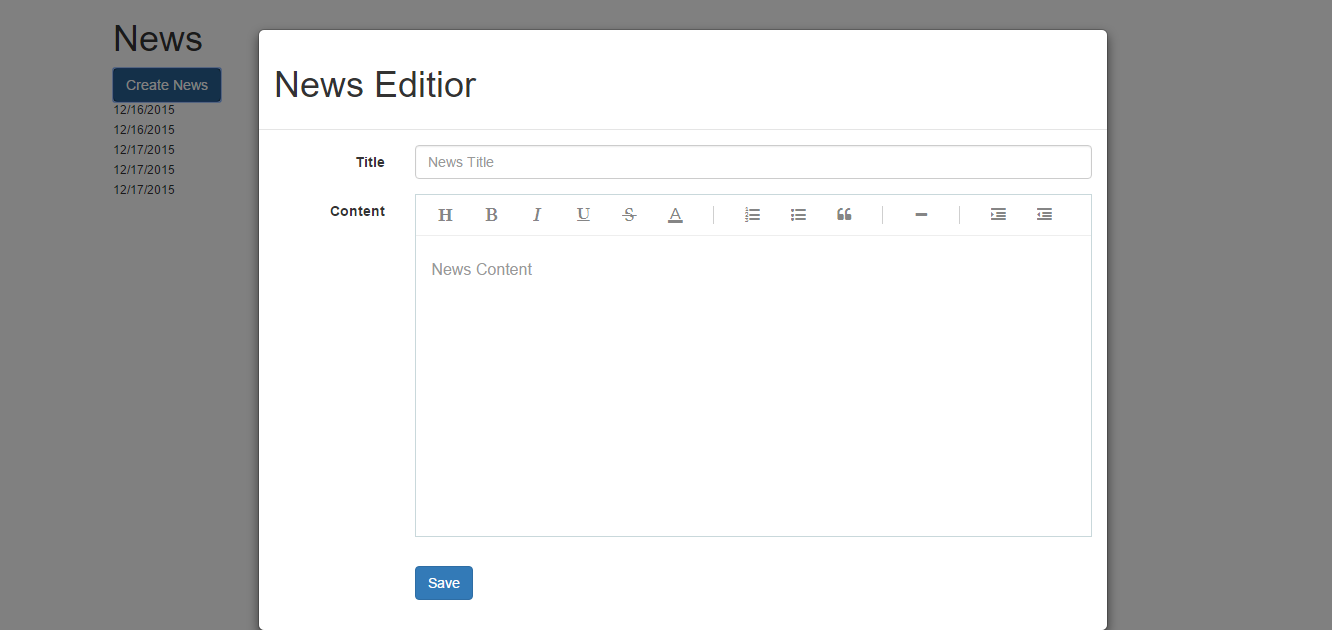 News
Create News
12/16/2015
12/16/2015
12/17/2015
12/17/2015
12/17/2015
News Editior
Title
News Title
Content
H B I U S A
News Content
Save